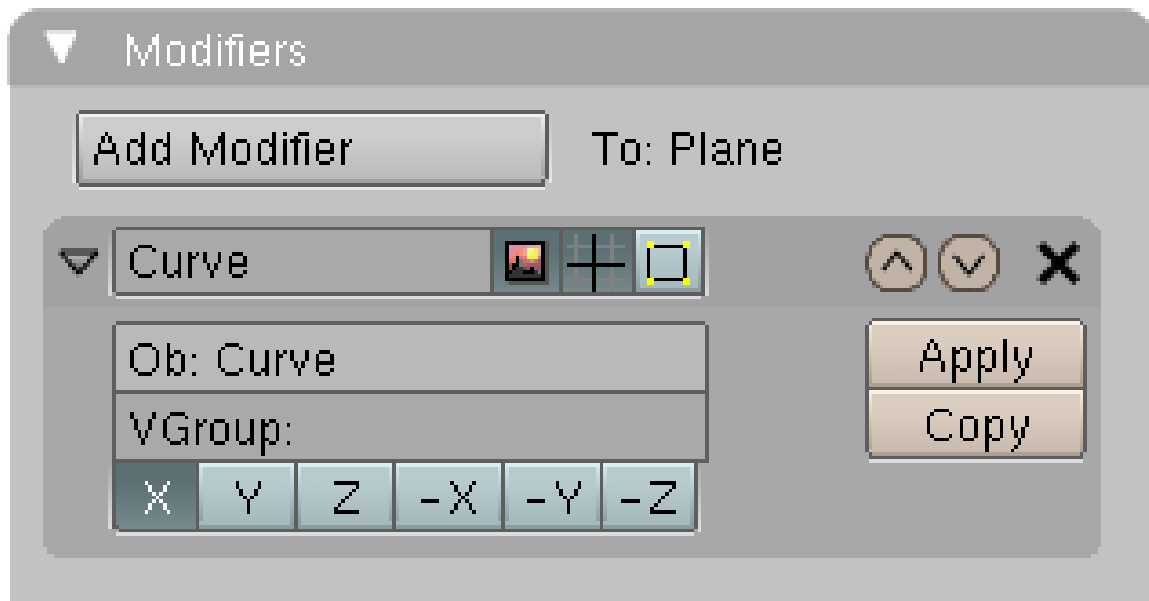 Modifiers
Add Modifier To: Plane
Curve
Ob: Curve Apply
VGroup: Copy
X Y Z -X -Y -Z